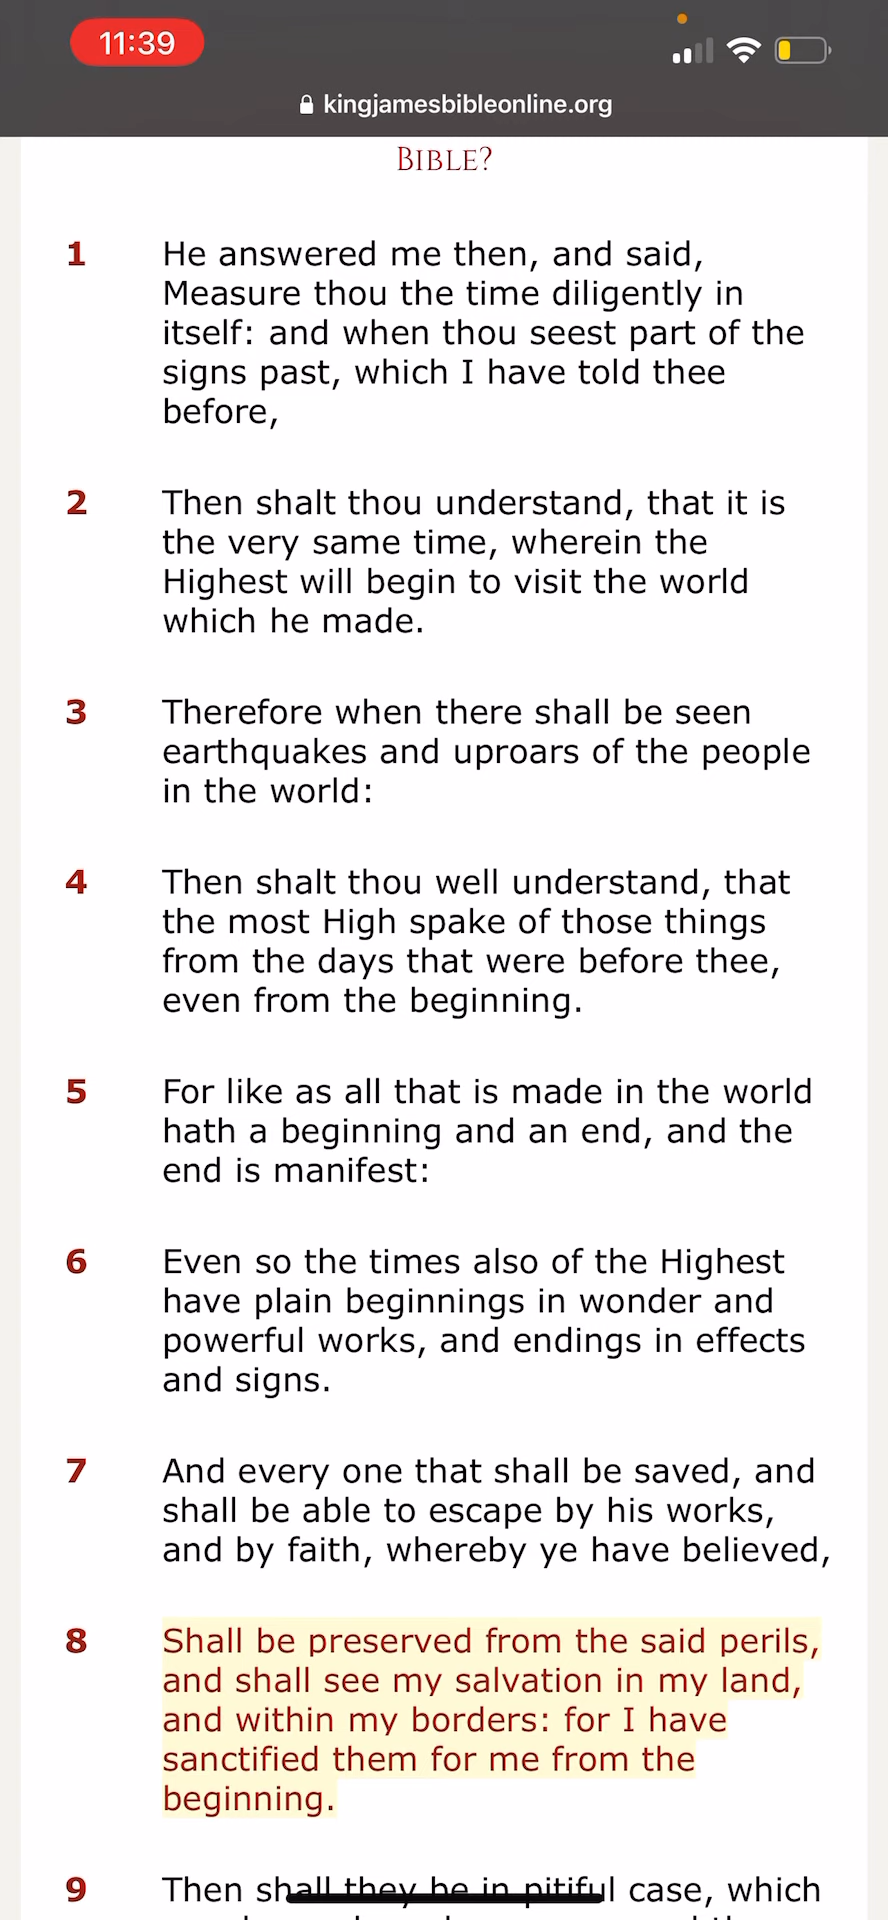 11:39
kingjamesbibleonline.org
BIBLE?
1 He answered me then, and said,
Measure thou the time diligently in
itself: and when thou seest part of the
signs past, which I have told thee
before,
2 Then shalt thou understand, that it is
the very same time, wherein the
Highest will begin to visit the world
which he made.
3 Therefore when there shall be seen
earthquakes and uproars of the people
in the world:
4 Then shalt thou well understand, that
the most High spake of those things
from the days that were before thee,
even from the beginning.
5 For like as all that is made in the world
hath a beginning and an end, and the
end is manifest:
6 Even so the times also of the Highest
have plain beginnings in wonder and
powerful works, and endings in effects
and signs.
7 And every one that shall be saved, and
shall be able to escape by his works,
and by faith, whereby ye have believed,
8 Shall be preserved from the said perils,
and shall see my salvation in my land,
and within my borders: for I have
sanctified them for me from the
beginning.
9 Then shall they be in pitiful case, which